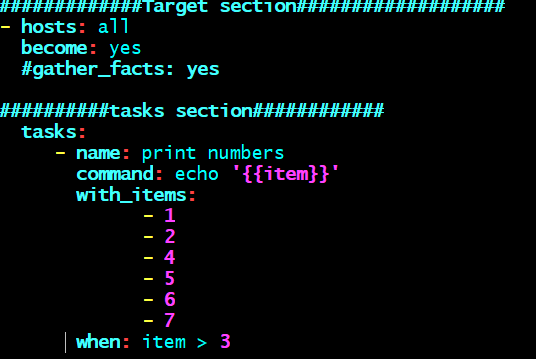 #############Target section###################
- hosts: all
  become: yes
  #gather_facts: yes
##########tasks section############
  tasks:
     - name: print numbers
       command: echo '{{item}}'
       with_items:
             - 1
             - 2
             - 4
             - 5
             - 6
             - 7
       when: item > 3